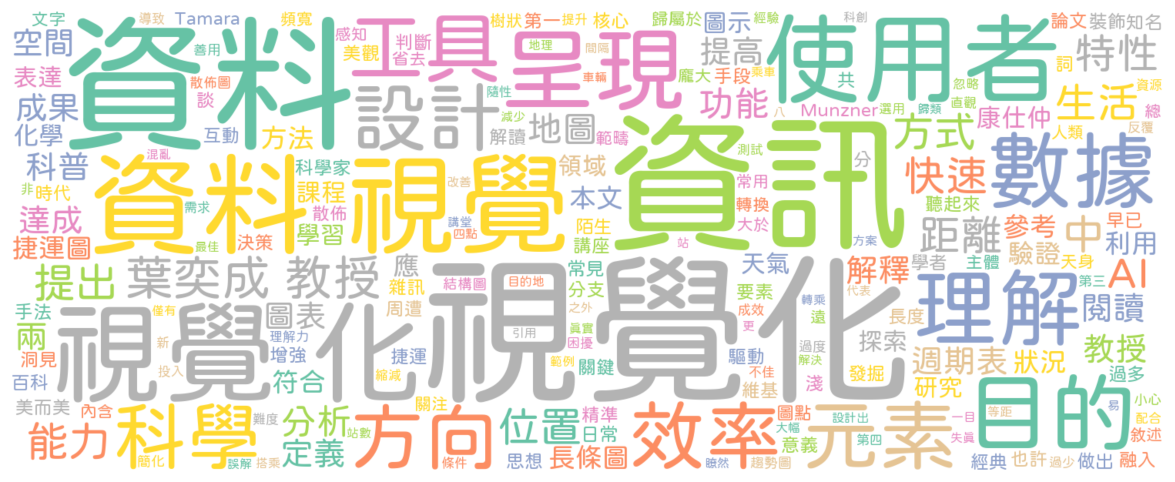 文字 導致 Tamara 頻寬 樹狀 第一 提升 核心 歸屬於 圖示 經驗 科創 論文 裝飾知名
空間 善用 資料 工具 感知 美觀 判斷 省去 呈現 地理 間隔 車輛 提高 使用者 詞 特性
表達 散佈圖 龐大 手段 乘車 共 忽略 資源
成果 談 設計 隨性 功能 八 Munzner 選用 歸類 直觀 康仕仲 生活 總
化學 互動 方法 解讀 減少 地圖 範疇 資訊 方式 人類 反覆
科普 混亂 科學家 資料視覺 領域 測試 分 快速 數據
非 時代 課程 改善 本文 常用 轉換 聽起來
達成 需求 散佈 講堂 陌生 大於 距離 參考 早已
捷運圖 最佳 決策 學習 四點 講座 站 方案 驗證 中 利用
提出 葉奕成 教授 應 結構圖 目的地 常見 天氣 解釋 學者 主體 天身 第三 AI
手法 僅有 雜訊 分支 要素 轉乘 代表 理解 閱讀
兩 圖表 周遭 視覺化 視覺化 之外 成效 遠 長度
洞見 新 理解力 引用 真實 更 過度 探索 教授
百科 投入 增強 捷運 困擾 關鍵 驅動 解決 週期表 狀況 過多
美而美 符合 縮減 範例 不佳 維基 淺 發掘 研究
內含 難度 關注 精準 圖點 設計出 一目 等距 目的 易 小心
能力 科學 分析 站數 方向 位置 日常 效率 大幅 意義 元素 第四 失真 配合 敘述
簡化 誤解 搭乘 定義 條件 思想 長條圖 瞭然 趨勢圖 經典 也許 過少 做出 融入